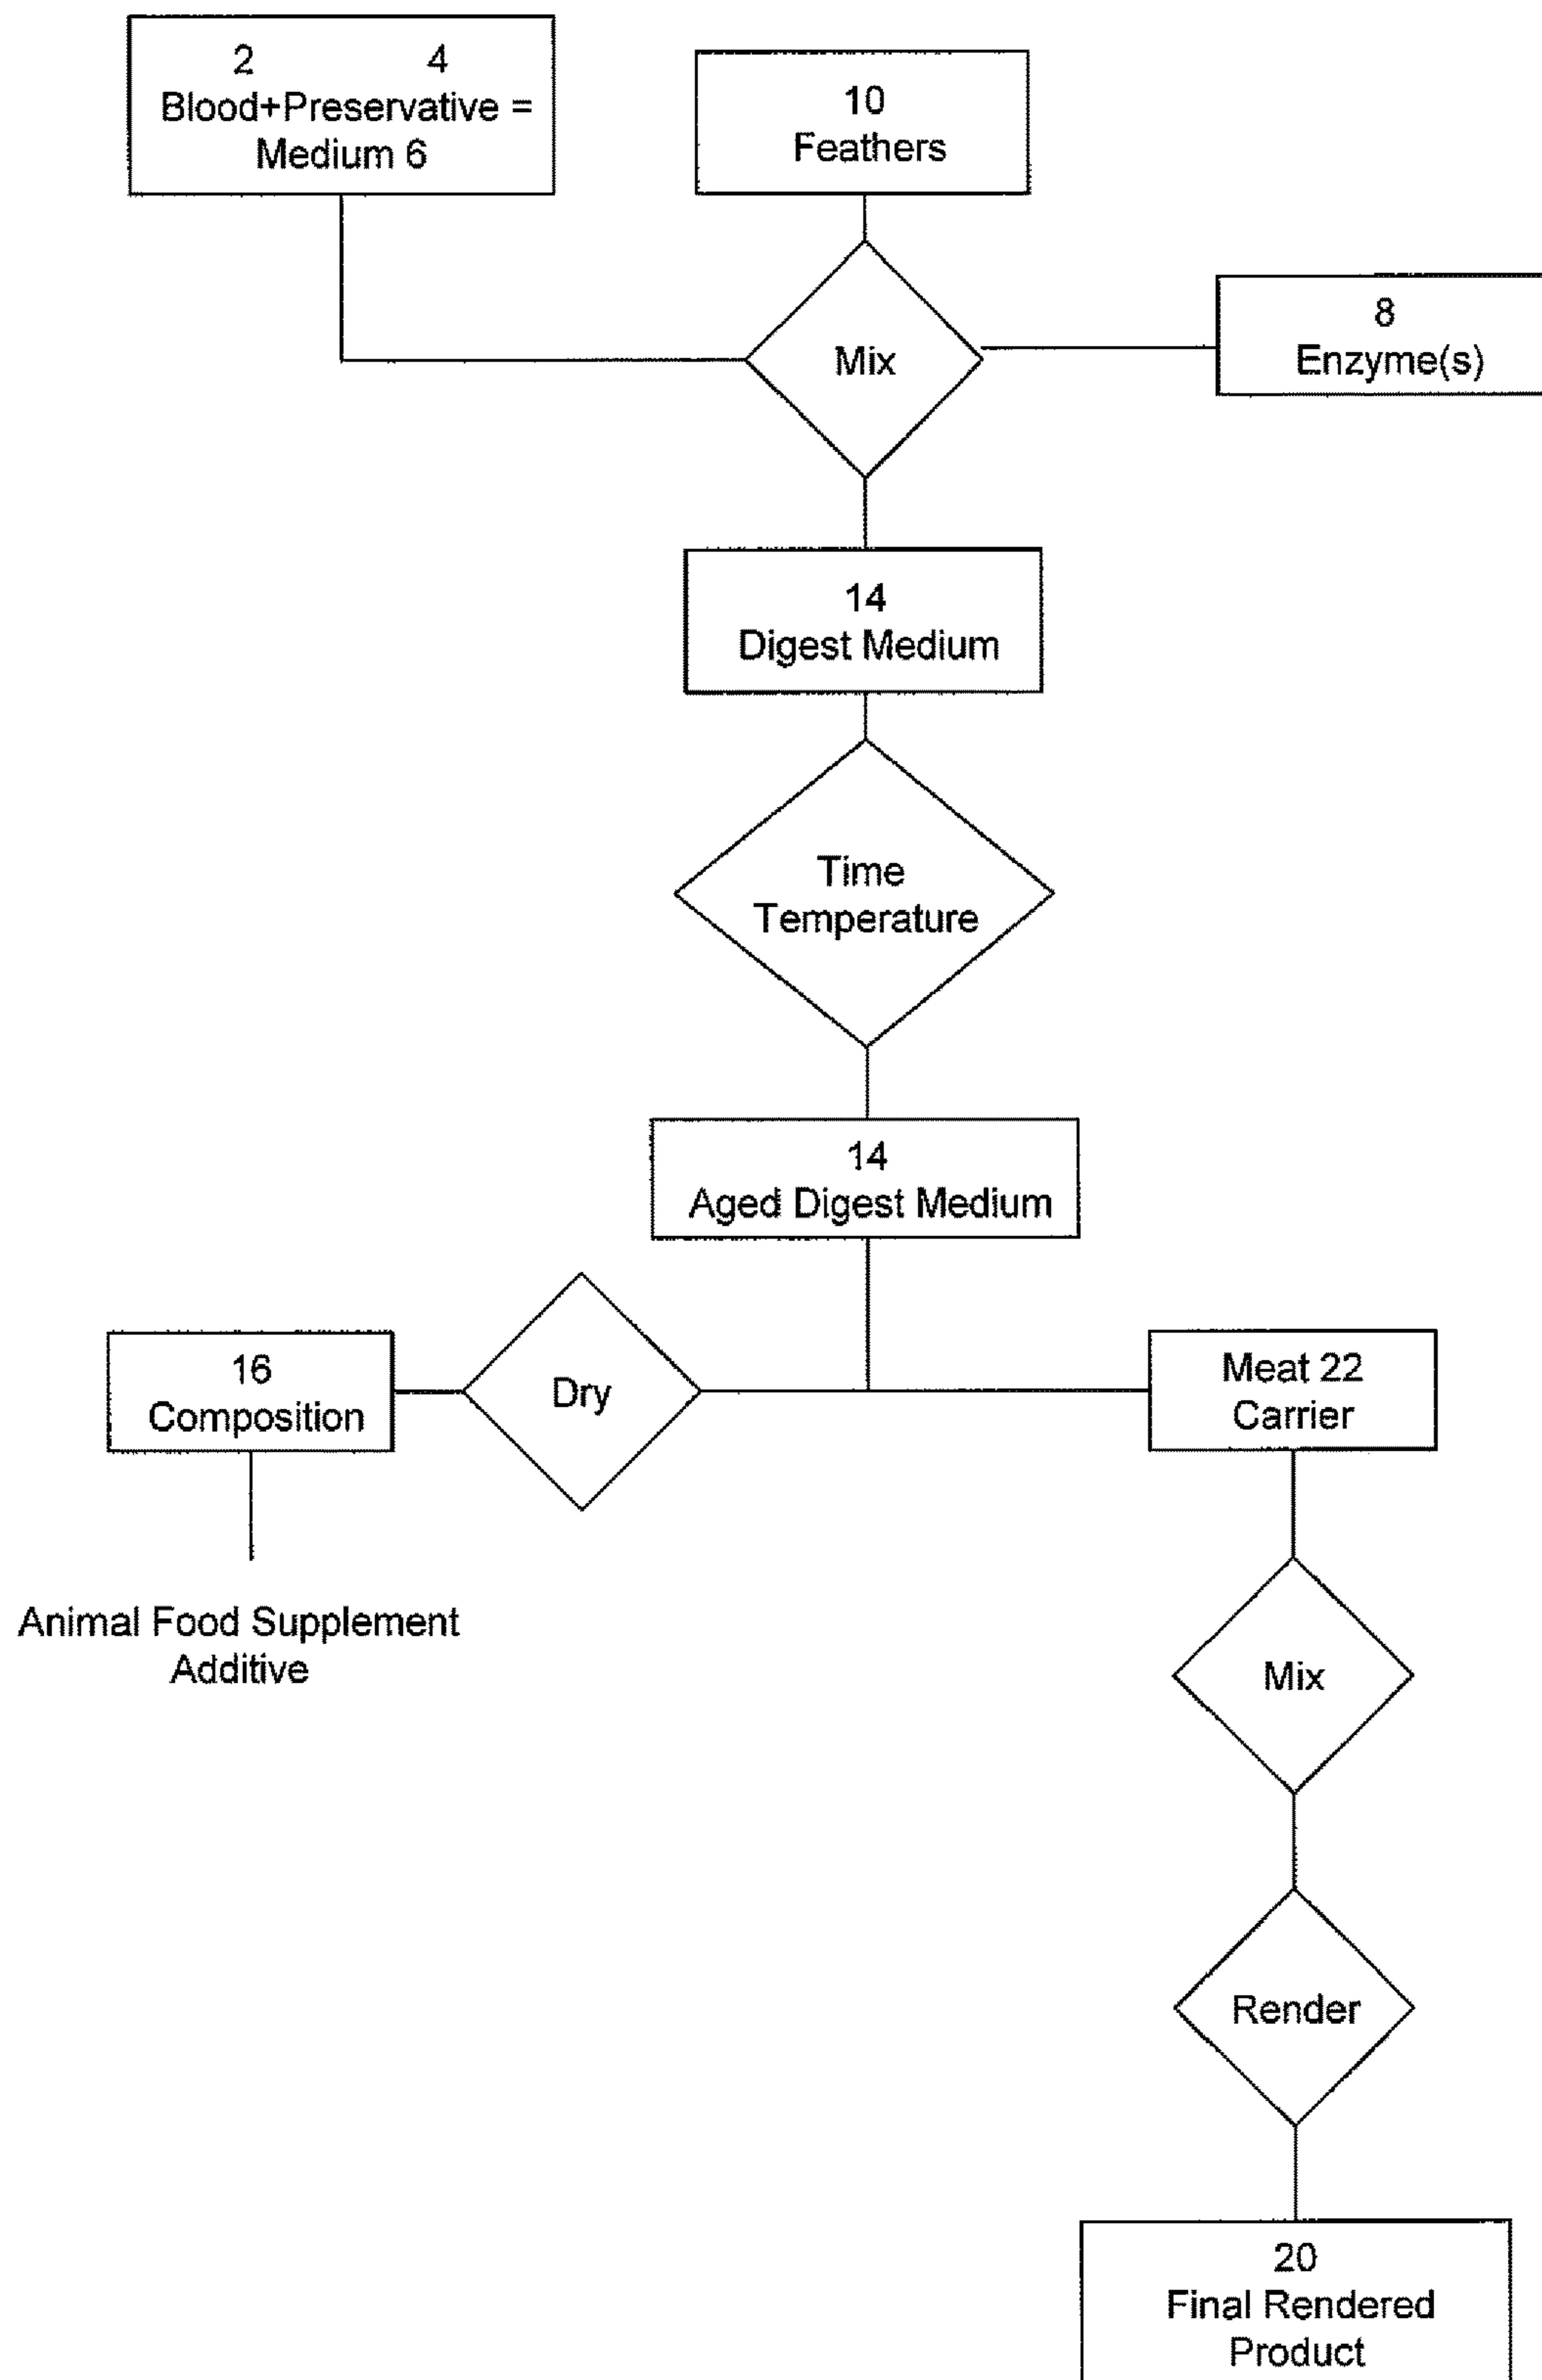 2 4
Blood+Preservative =
Medium 6
10
Feathers
8
Enzyme(s)
Mix
14
Digest Medium
Time
Temperature
14
Aged Digest Medium
16
Composition
Dry
Meat 22
Carrier
Animal Food Supplement
Additive
Mix
Render
20
Final Rendered
Product